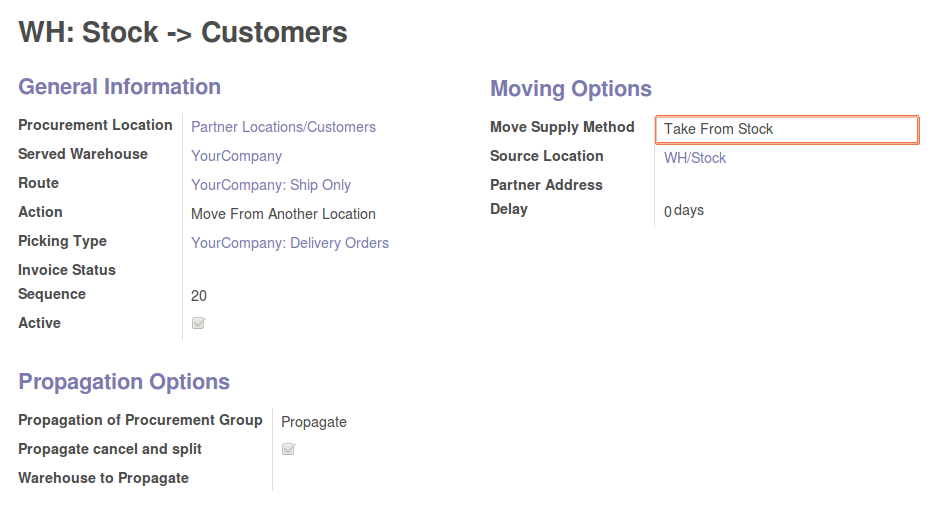 WH: Stock -> Customers
General Information
Procurement Location Partner Locations/Customers
Served Warehouse YourCompany
Route YourCompany: Ship Only
Action Move From Another Location
Picking Type YourCompany: Delivery Orders
Invoice Status
Sequence 20
Active
Moving Options
Move Supply Method Take From Stock
Source Location WH/Stock
Partner Address
Delay 0 days
Propagation Options
Propagation of Procurement Group Propagate
Propagate cancel and split
Warehouse to Propagate